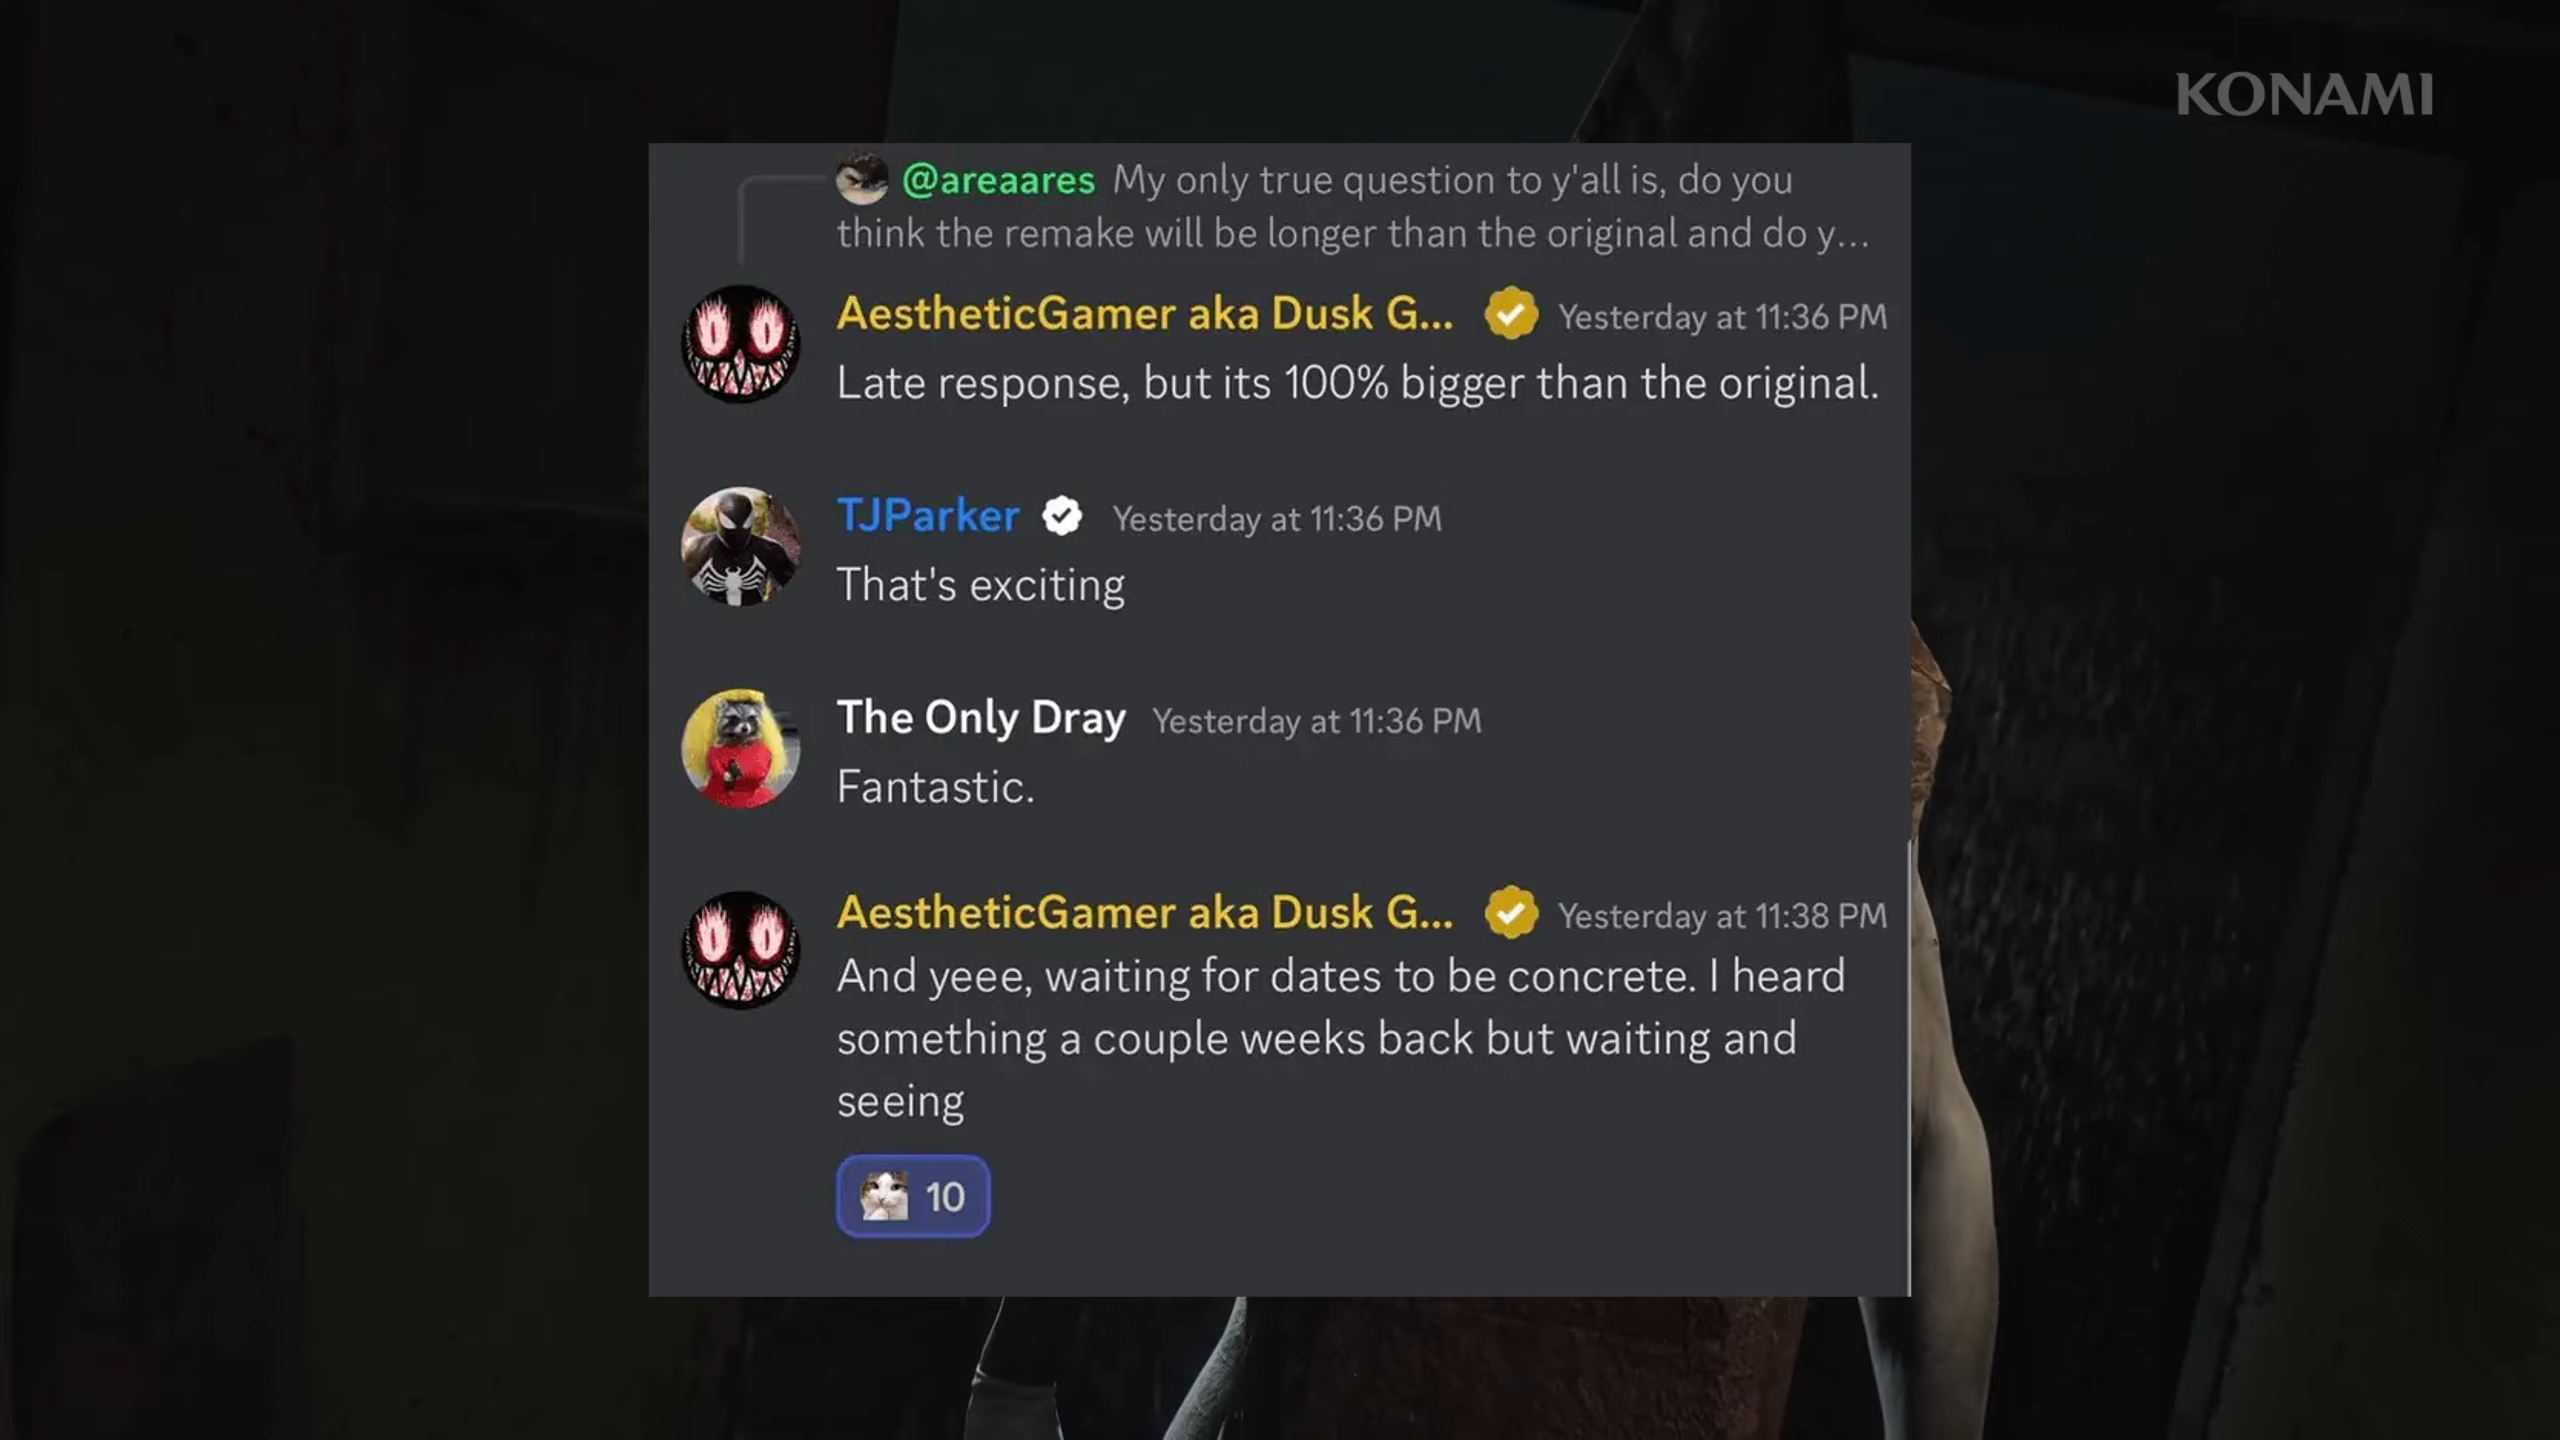 KONAMI
@areaares My only true question to y'all is, do you
think the remake will be longer than the original and do y...
AestheticGamer aka Dusk G... Yesterday at 11:36 PM
Late response, but its 100% bigger than the original.
TJParker Yesterday at 11:36 PM
That's exciting
The Only Dray Yesterday at 11:36 PM
Fantastic.
AestheticGamer aka Dusk G... Yesterday at 11:38 PM
And yeee, waiting for dates to be concrete. I heard
something a couple weeks back but waiting and
seeing
10